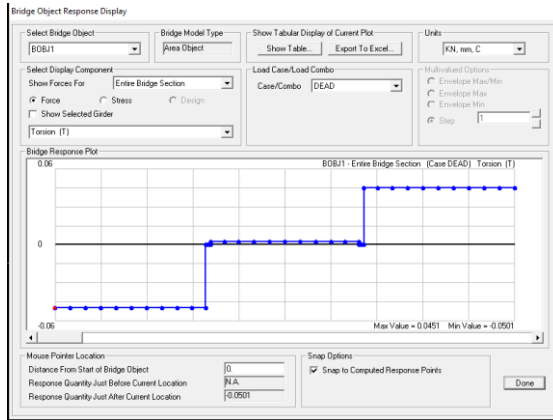 Bridge Object Response Display
Select Bridge Object
BOBJ1
Bridge Model Type
Area Object
Show Tabular Display of Current Plot
Show Table...
Export To Excel...
Units
KN, mm, C
Select Display Component
Show Forces For
Entire Bridge Section
Force
Stress
Design
Show Selected Girder
Torsion (T)
Load Case/Load Combo
Case/Combo
DEAD
Multivalued Options
Envelope Max/Min
Envelope Max
Envelope Min
Step
1
Bridge Response Plot
0.06
BOBJ1 - Entire Bridge Section (Case DEAD) Torsion (T)
0
-0.06
Max Value = 0.0451 Min Value = -0.0501
Mouse Pointer Location
Distance From Start of Bridge Object
0.
Response Quantity Just Before Current Location
N.A.
Response Quantity Just After Current Location
-0.0501
Snap Options
Snap to Computed Response Points
Done